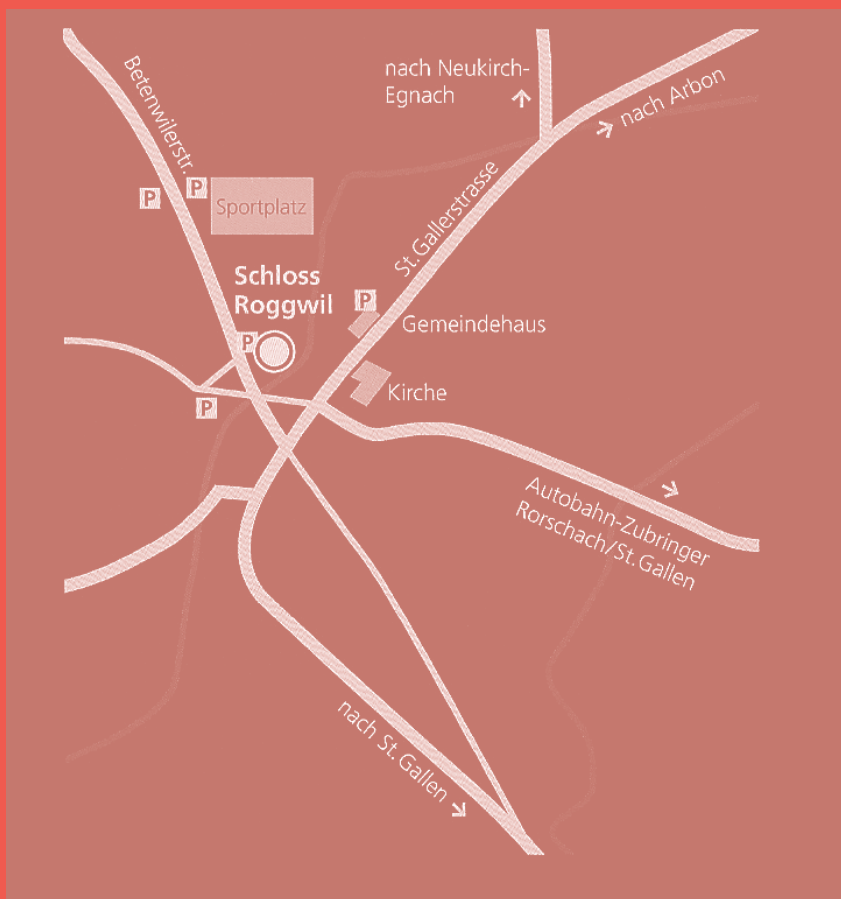 nach Neukirch-
Egnach
nach Arbon
Betenwilerstr.
P
P
Sportplatz
St.Gallerstrasse
Schloss
Roggwil
P
Gemeindehaus
P
Kirche
P
Autobahn-Zubringer
Rorschach/St.Gallen
nach St.Gallen